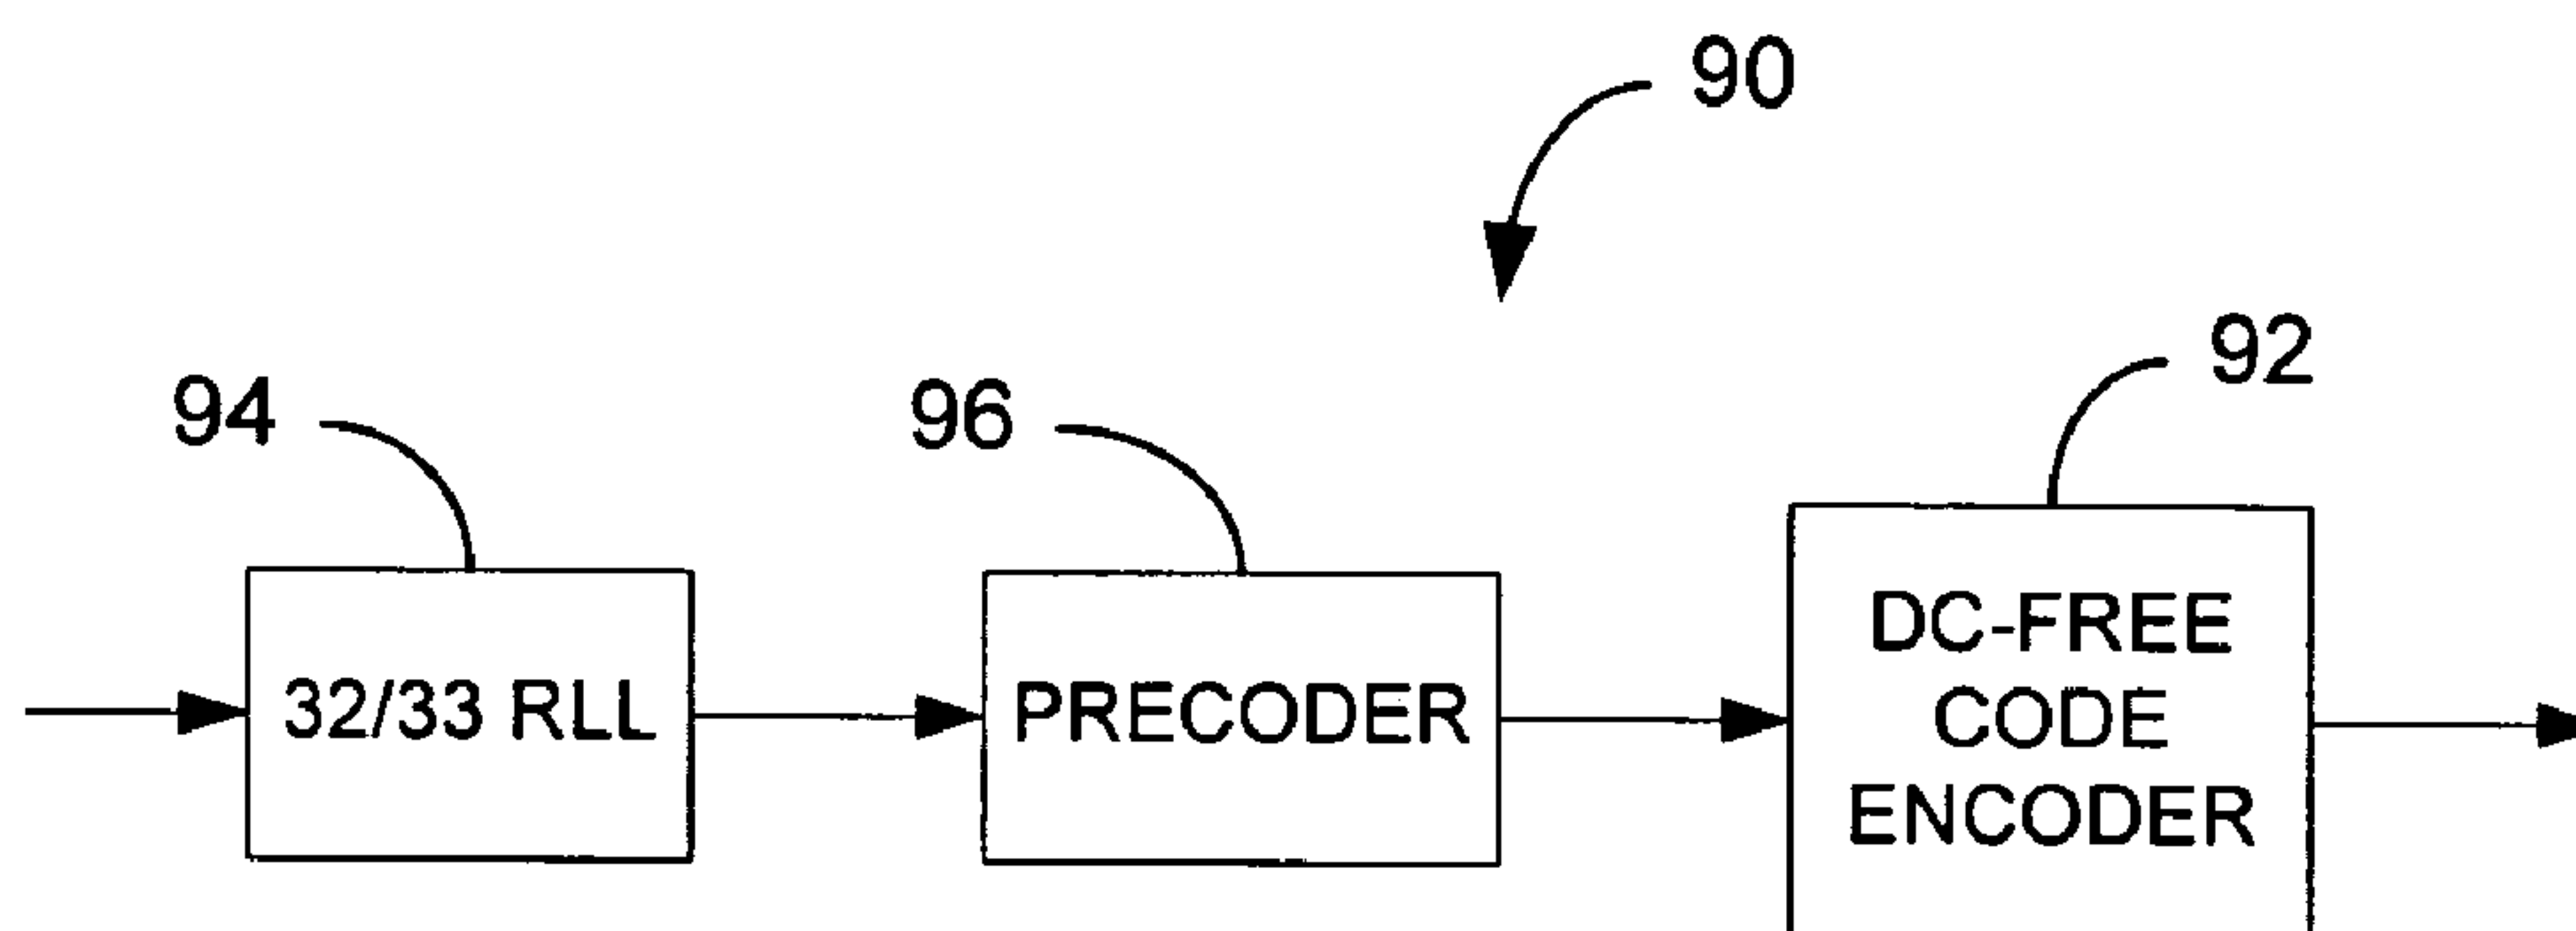 90
92
94
96
32/33 RLL
PRECODER
DC-FREE
CODE
ENCODER